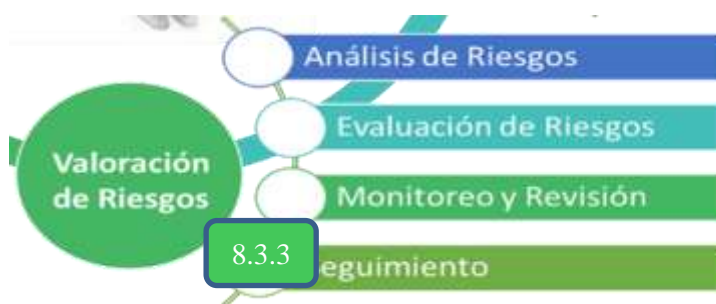 Análisis de Riesgos
Evaluación de Riesgos
Valoración
de Riesgos
Monitoreo y Revisión
8.3.3
eguimiento